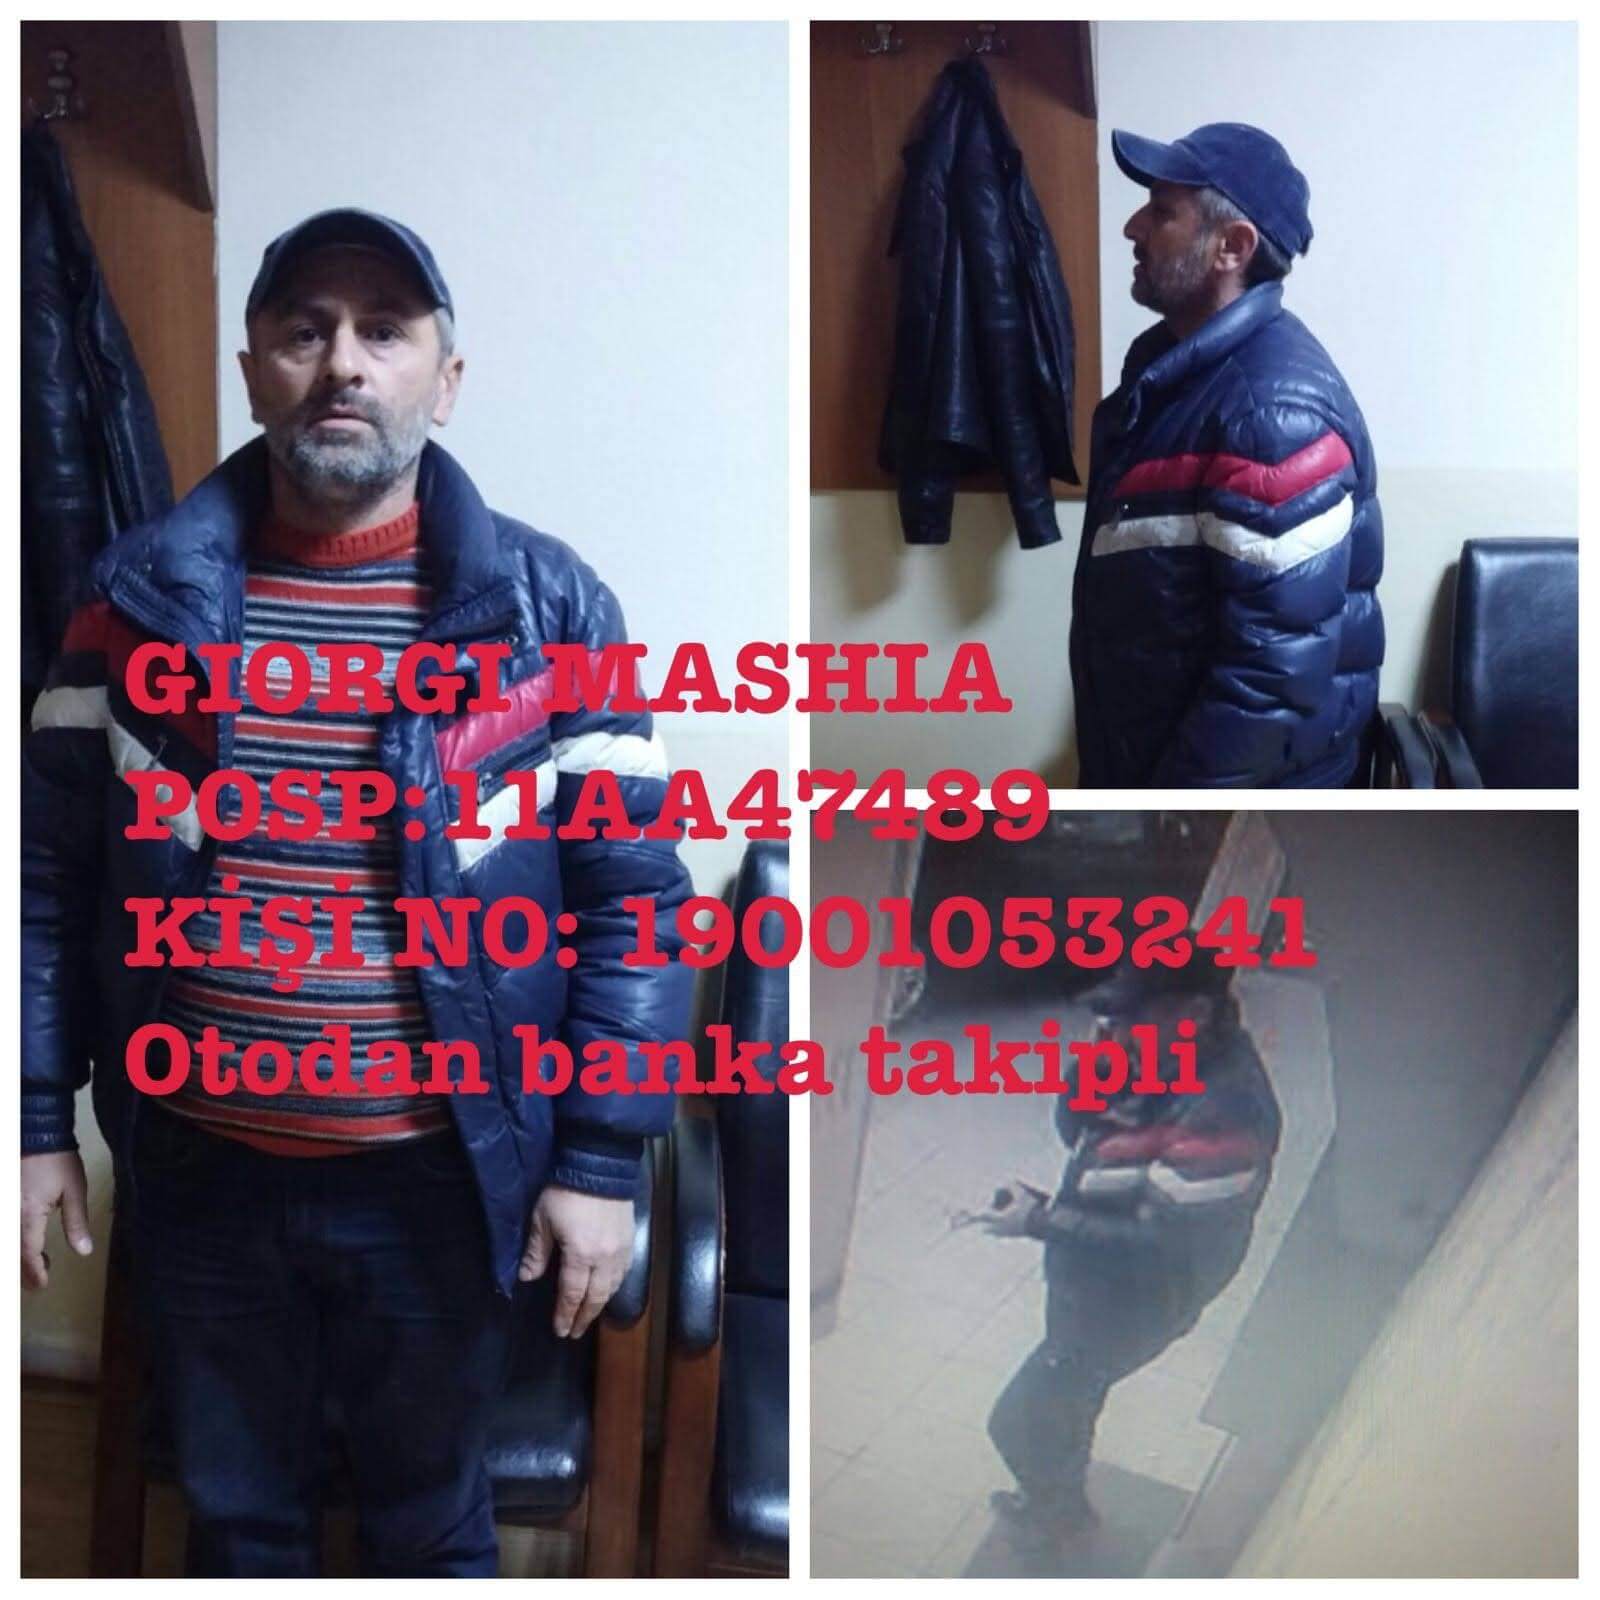 GIORGI MASHIA
POSP:11AA47489
KİŞİ NO: 19001053241
Otodan banka takipli